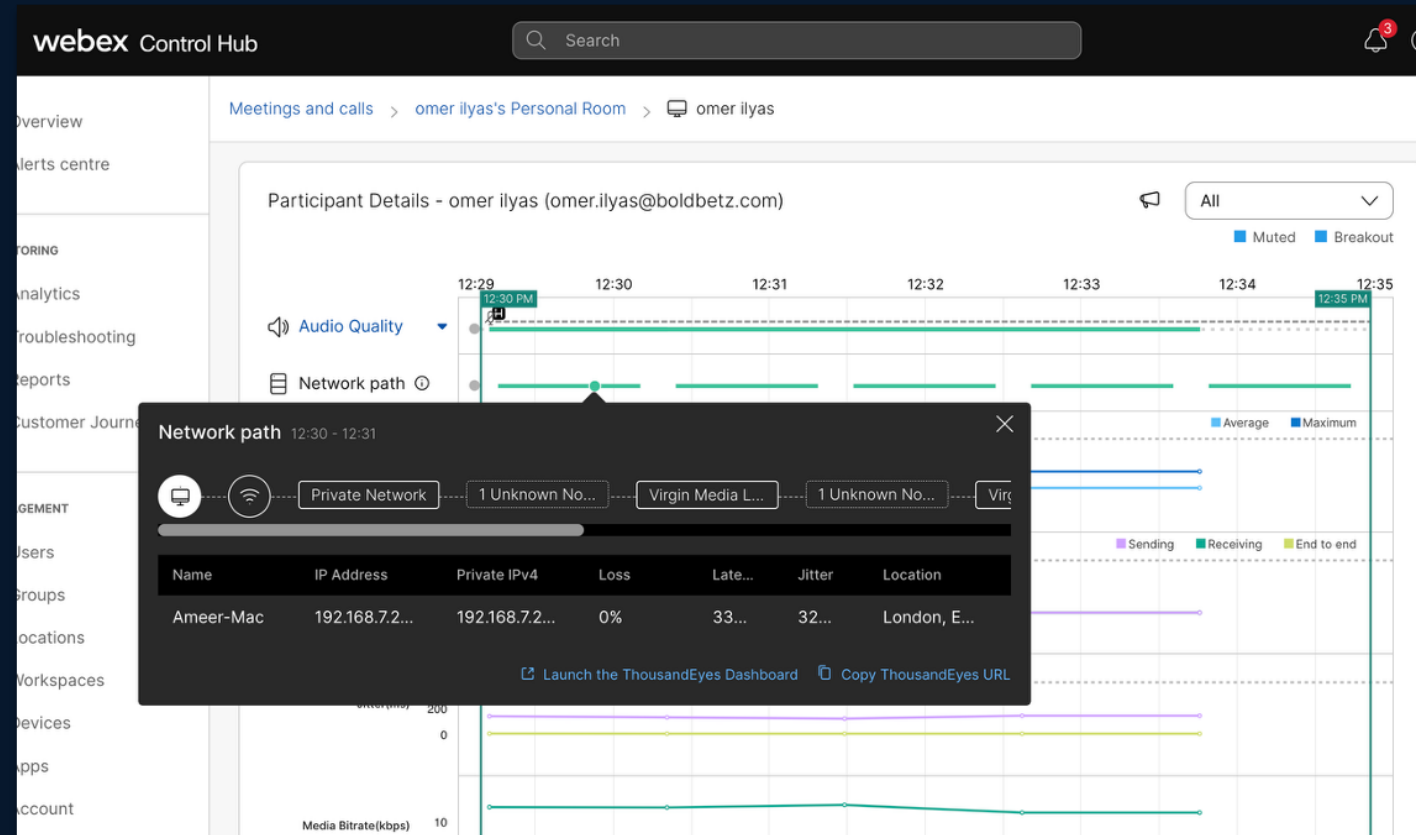 webex Control Hub
Search
3
Overview
Alerts centre
TORING
Analytics
Troubleshooting
Reports
Customer Journe
GEMENT
Users
Groups
Locations
Workspaces
Devices
Apps
Account
Meetings and calls > omer ilyas's Personal Room > omer ilyas
Participant Details - omer ilyas (omer.ilyas@boldbetz.com)
All
Muted Breakout
12:29 12:30 12:31 12:32 12:33 12:34 12:35
12:30 PM 12:35 PM
H
Audio Quality
Network path
Average Maximum
Network path 12:30 - 12:31
Private Network 1 Unknown No... Virgin Media L... 1 Unknown No... Virg
Sending Receiving End to end
Name IP Address Private IPv4 Loss Late... Jitter Location
Ameer-Mac 192.168.7.2... 192.168.7.2... 0% 33... 32... London, E...
Launch the ThousandEyes Dashboard Copy ThousandEyes URL
200
0
Media Bitrate(kbps) 10